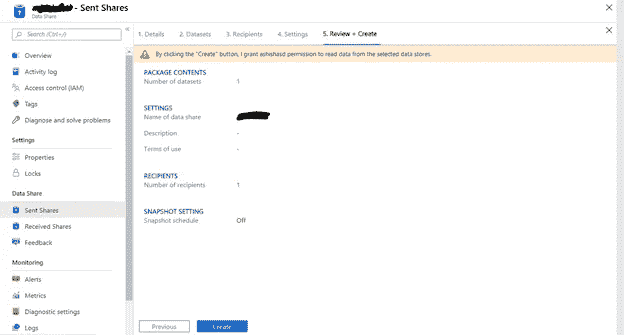 - Sent Shares
Data Share
Search (Ctrl+/)
Overview
Activity log
Access control (IAM)
Tags
Diagnose and solve problems
Settings
Properties
Locks
Data Share
Sent Shares
Received Shares
Feedback
Monitoring
Alerts
Metrics
Diagnostic settings
Logs
1. Details 2. Datasets 3. Recipients 4. Settings 5. Review + Create
By clicking the "Create" button, I grant ashishasd permission to read data from the selected data stores.
PACKAGE CONTENTS
Number of datasets 1
SETTINGS
Name of data share
Description -
Terms of use -
RECIPIENTS
Number of recipients 1
SNAPSHOT SETTING
Snapshot schedule Off
Previous Create